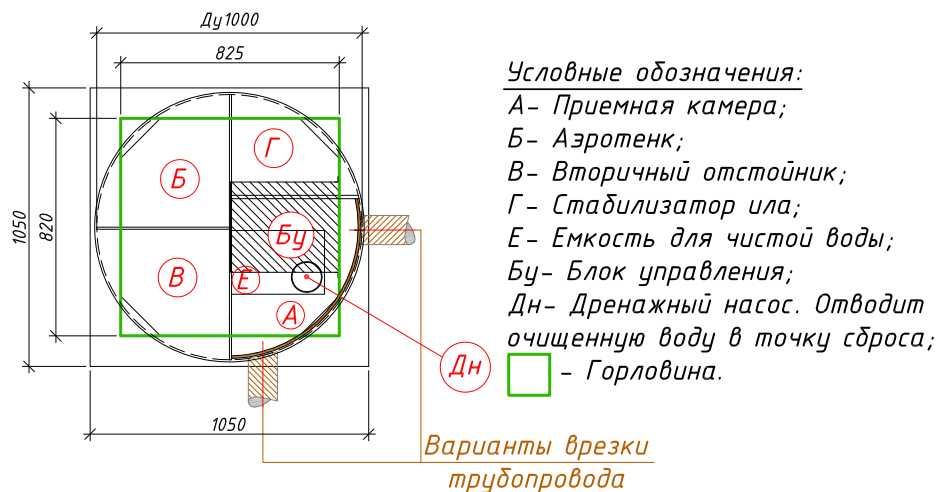 Ду1000
825
1050
820
Г
Б
Бу
В
Е
А
Дн
1050
Условные обозначения:
А- Приемная камера;
Б- Аэротенк;
В- Вторичный отстойник;
Г- Стабилизатор ила;
Е- Емкость для чистой воды;
Бу- Блок управления;
Дн- Дренажный насос. Отводит
очищенную воду в точку сброса;
- Горловина.
Варианты врезки
трубопровода